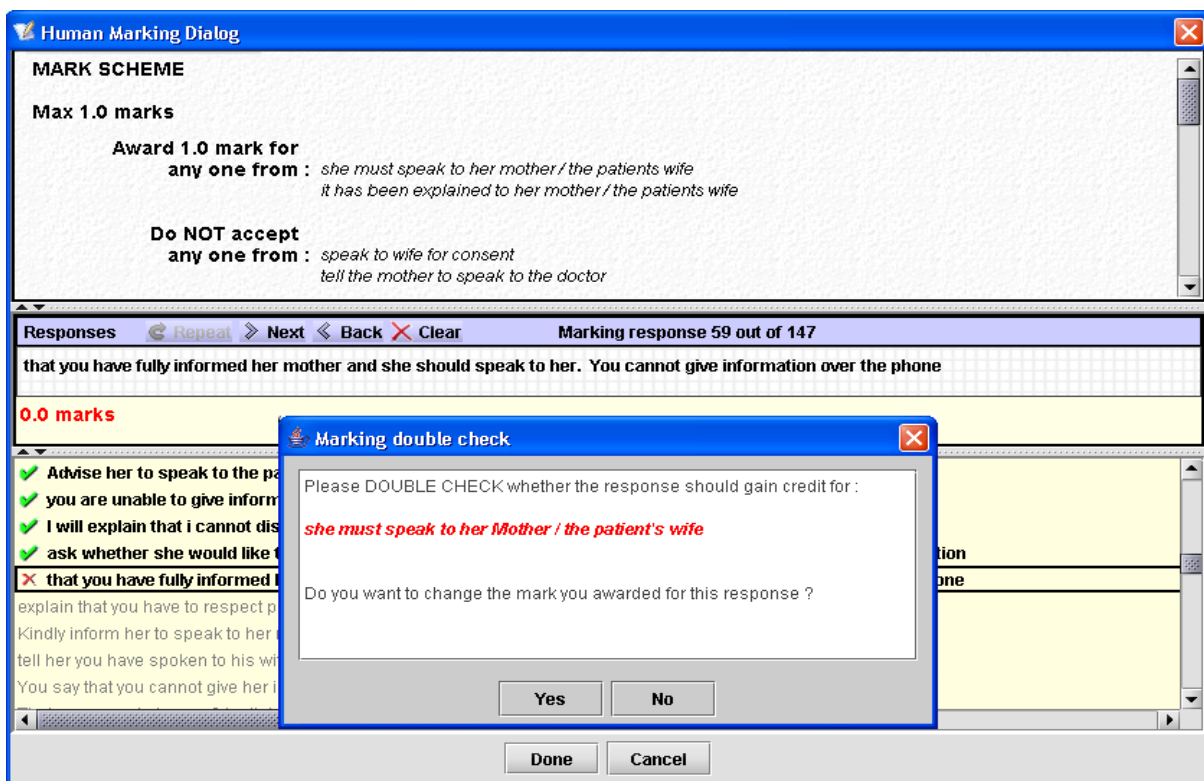 Human Marking Dialog
MARK SCHEME
Max 1.0 marks
Award 1.0 mark for
any one from : she must speak to her mother / the patients wife
it has been explained to her mother / the patients wife
Do NOT accept
any one from : speak to wife for consent
tell the mother to speak to the doctor
Responses Repeat Next Back Clear Marking response 59 out of 147
that you have fully informed her mother and she should speak to her. You cannot give information over the phone
0.0 marks
Marking double check
Please DOUBLE CHECK whether the response should gain credit for :
she must speak to her Mother / the patient's wife
Do you want to change the mark you awarded for this response ?
Yes No
Advise her to speak to the pa
you are unable to give inform
I will explain that i cannot dis
ask whether she would like t tion
that you have fully informed one
explain that you have to respect p
Kindly inform her to speak to her
tell her you have spoken to his wi
You say that you cannot give her i
Done Cancel